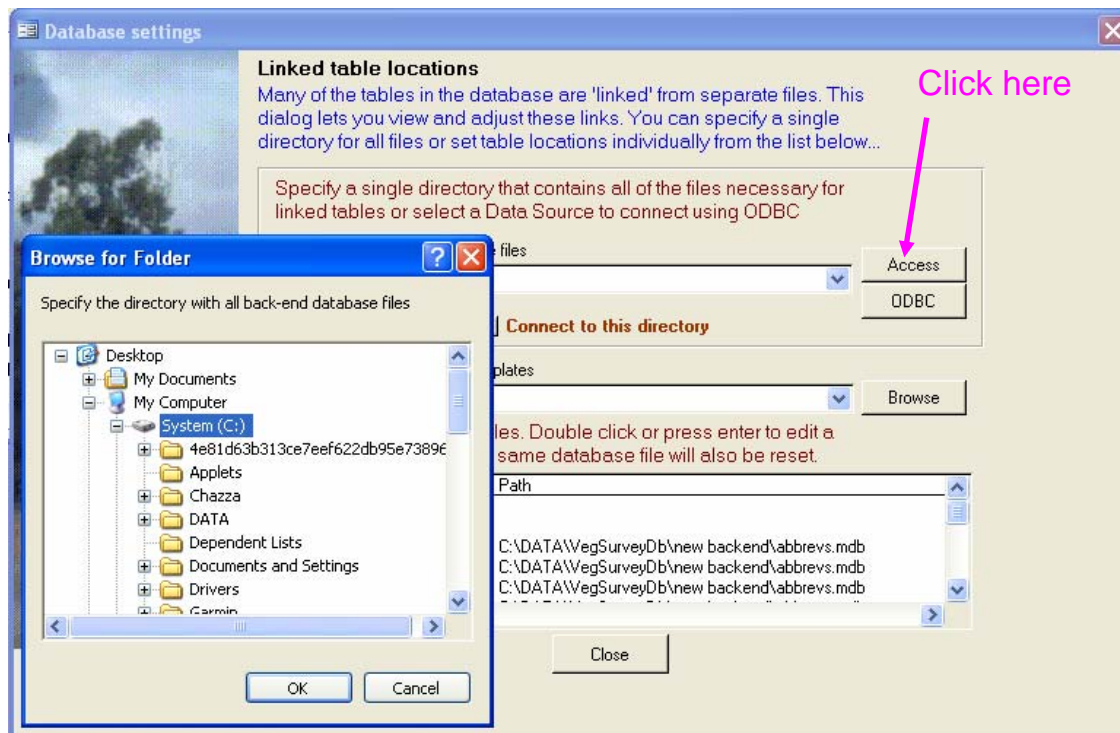 Database settings
Linked table locations
Many of the tables in the database are 'linked' from separate files. This
dialog lets you view and adjust these links. You can specify a single
directory for all files or set table locations individually from the list below...
Click here
Specify a single directory that contains all of the files necessary for
linked tables or select a Data Source to connect using ODBC
files
Access
ODBC
Connect to this directory
plates
Browse
les. Double click or press enter to edit a
same database file will also be reset.
Path
C:\DATA\VegSurveyDb\new backend\abbrevs.mdb
C:\DATA\VegSurveyDb\new backend\abbrevs.mdb
C:\DATA\VegSurveyDb\new backend\abbrevs.mdb
Close
Browse for Folder
Specify the directory with all back-end database files
Desktop
My Documents
My Computer
System (C:)
4e81d63b313ce7eef622db95e73896
Applets
Chazza
DATA
Dependent Lists
Documents and Settings
Drivers
Garmin
OK
Cancel